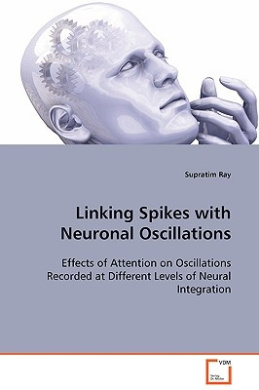 Supratim Ray
Linking Spikes with
Neuronal Oscillations
Effects of Attention on Oscillations
Recorded at Different Levels of Neural
Integration
VDM